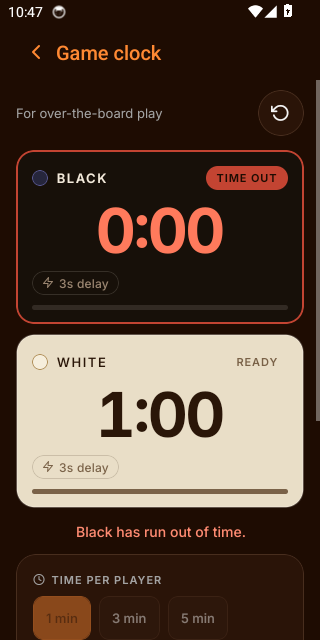 10:47
Game clock
For over-the-board play
BLACK
TIME OUT
0:00
3s delay
WHITE
READY
1:00
3s delay
Black has run out of time.
TIME PER PLAYER
1 min
3 min
5 min